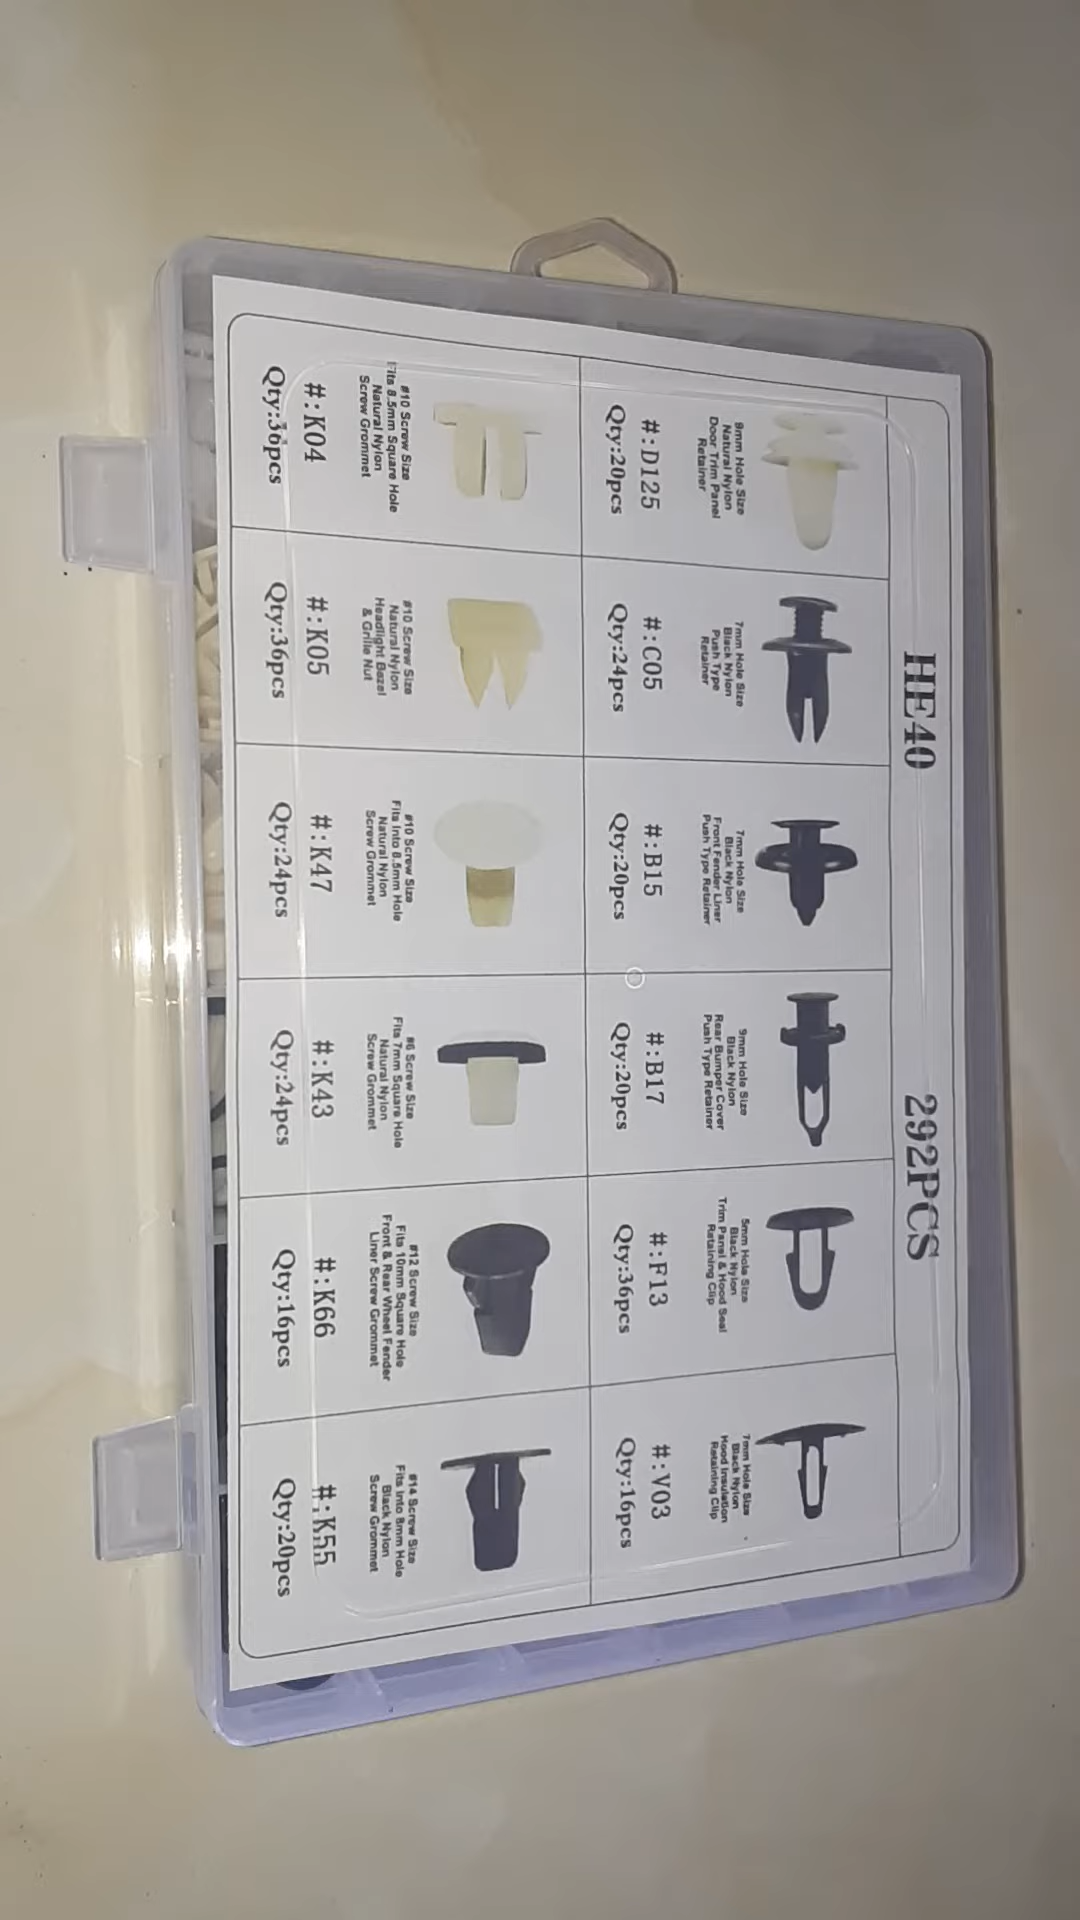 HE40 292PCS
9mm Hole Size
Natural Nylon
Door Trim Panel
Retainer
#:D125
Qty:20pcs
7mm Hole Size
Black Nylon
Push Type
Retainer
#:C05
Qty:24pcs
7mm Hole Size
Black Nylon
Front Fender Liner
Push Type Retainer
#:B15
Qty:20pcs
9mm Hole Size
Black Nylon
Rear Bumper Cover
Push Type Retainer
#:B17
Qty:20pcs
5mm Hole Size
Black Nylon
Trim Panel & Hood Seal
Retaining Clip
#:F13
Qty:36pcs
7mm Hole Size
Black Nylon
Hood Insulation
Retaining Clip
#:V03
Qty:16pcs
#10 Screw Size
Fits 8.5mm Square Hole
Natural Nylon
Screw Grommet
#:K04
Qty:36pcs
#10 Screw Size
Natural Nylon
Headlight Bezel
& Grille Nut
#:K05
Qty:36pcs
#10 Screw Size
Fits Into 8.5mm Hole
Natural Nylon
Screw Grommet
#:K47
Qty:24pcs
#6 Screw Size
Fits 7mm Square Hole
Natural Nylon
Screw Grommet
#:K43
Qty:24pcs
#12 Screw Size
Fits 10mm Square Hole
Front & Rear Wheel Fender
Liner Screw Grommet
#:K66
Qty:16pcs
#14 Screw Size
Fits Into 8mm Hole
Black Nylon
Screw Grommet
#:K55
Qty:20pcs